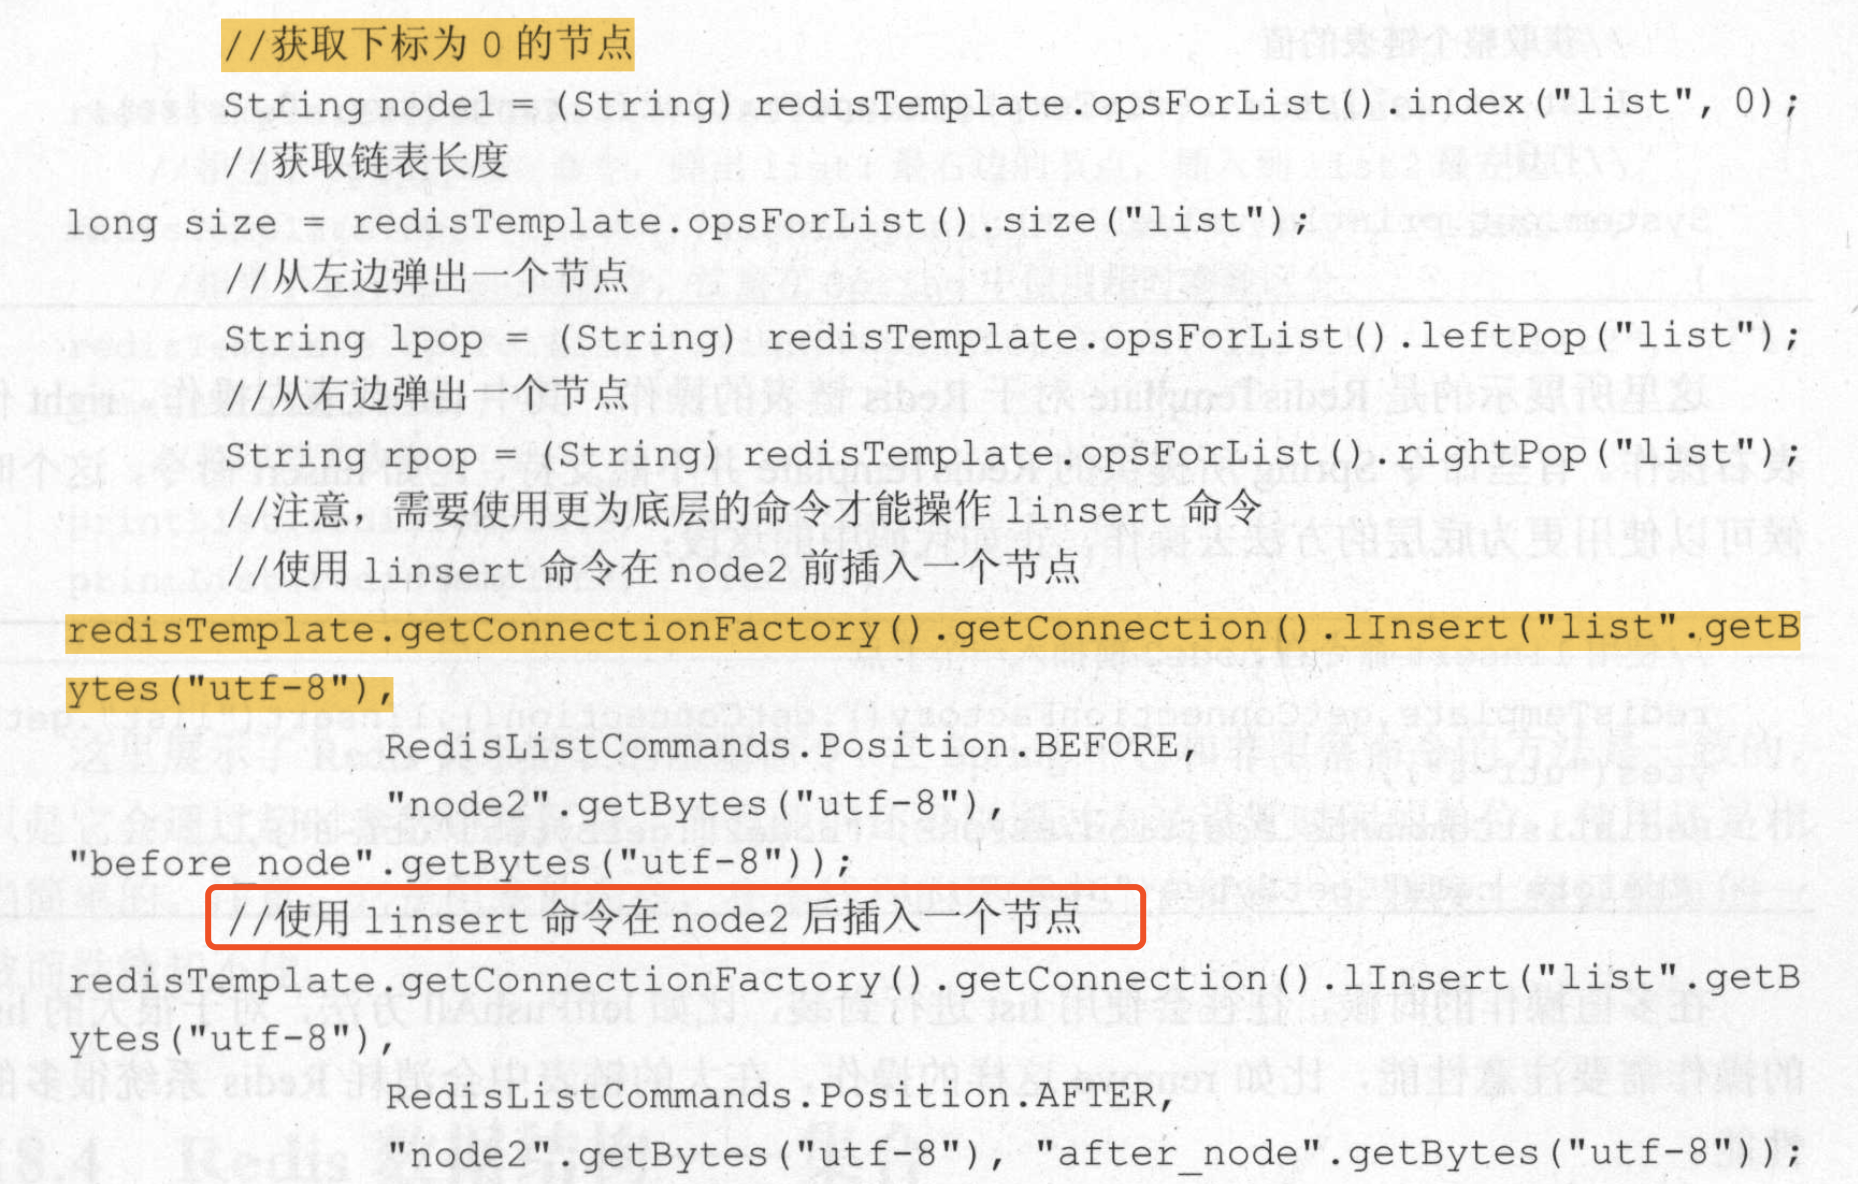 //获取下标为 0 的节点
String node1 = (String) redisTemplate.opsForList().index("list", 0);
//获取链表长度
long size = redisTemplate.opsForList().size("list";
//从左边弹出一个节点
String lpop = (String) redisTemplate.opsForList().leftPop("list");
//从右边弹出一个节点
String rpop = (String) redisTemplate.opsForList().rightPop("list");
//注意，需要使用更为底层的命令才能操作 linsert 命令
//使用 linsert 命令在 node2 前插入一个节点
redisTemplate.getConnectionFactory().getConnection().lInsert("list".getB
ytes("utf-8"),
RedisListCommands.Position.BEFORE,
"node2".getBytes("utf-8"),
"before_node".getBytes("utf-8"));
//使用 linsert 命令在 node2 后插入一个节点
redisTemplate.getConnectionFactory().getConnection().lInsert("list".getB
ytes("utf-8"),
RedisListCommands.Position.AFTER,
"node2".getBytes("utf-8"), "after_node".getBytes("utf-8"));